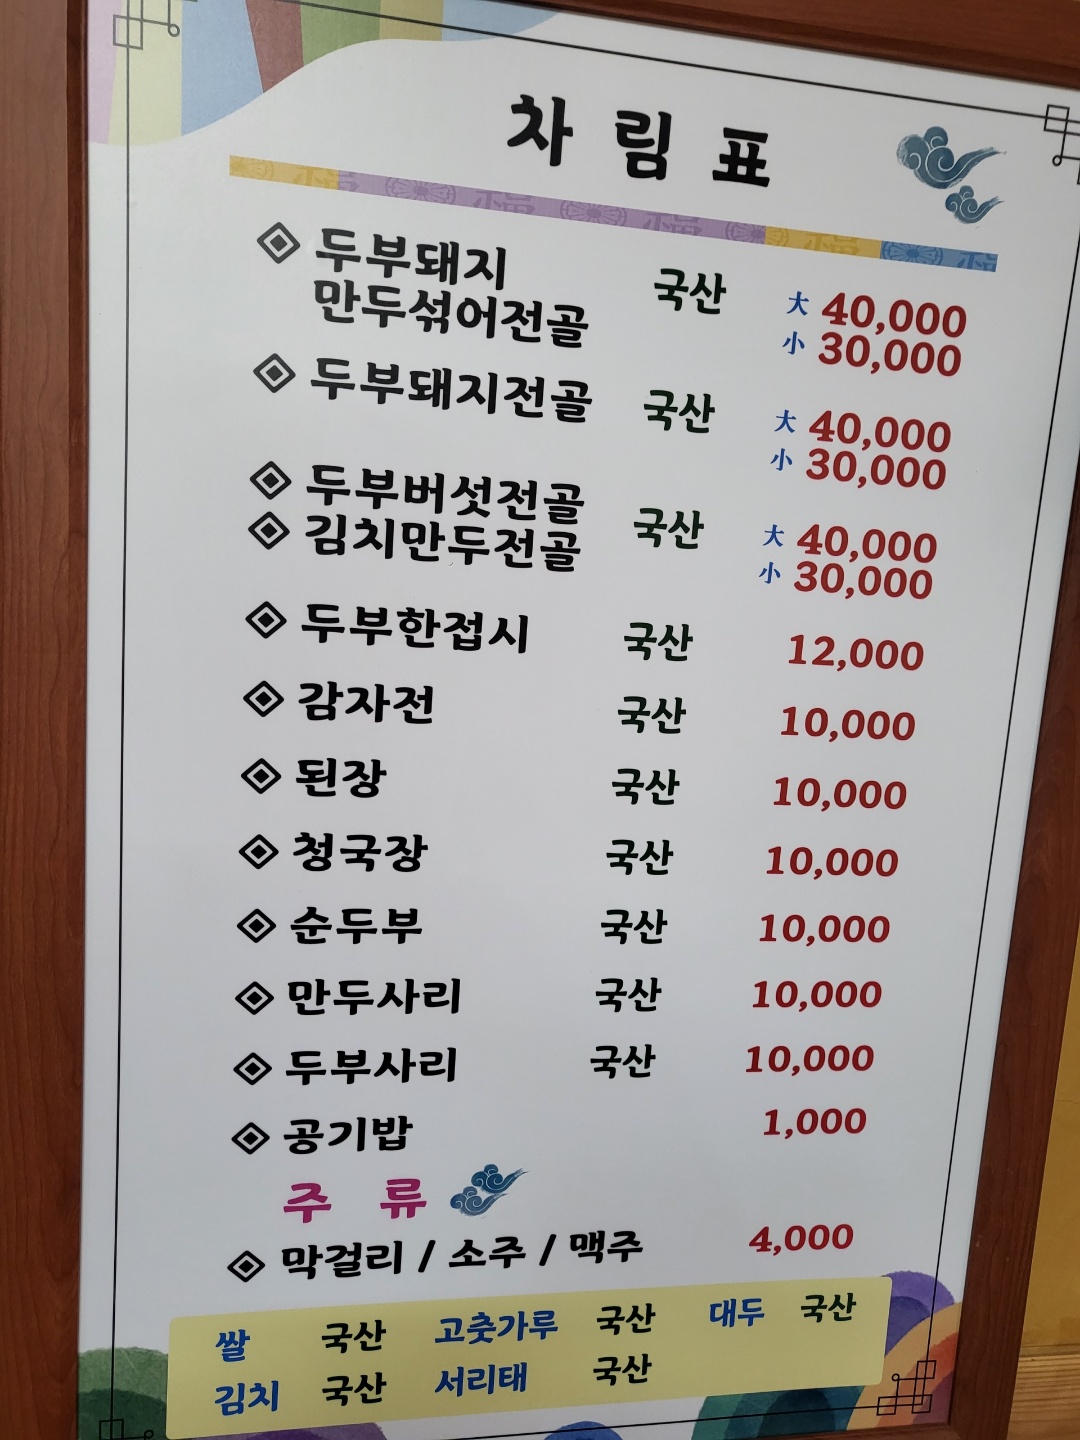 차림표
두부돼지
만두섞어전골 국산 大 40,000
小 30,000
두부돼지전골 국산 大 40,000
小 30,000
두부버섯전골
김치만두전골 국산 大 40,000
小 30,000
두부한접시 국산 12,000
감자전 국산 10,000
된장 국산 10,000
청국장 국산 10,000
순두부 국산 10,000
만두사리 국산 10,000
두부사리 국산 10,000
공기밥 1,000
주류
막걸리 / 소주 / 맥주 4,000
쌀 국산 고춧가루 국산 대두 국산
김치 국산 서리태 국산